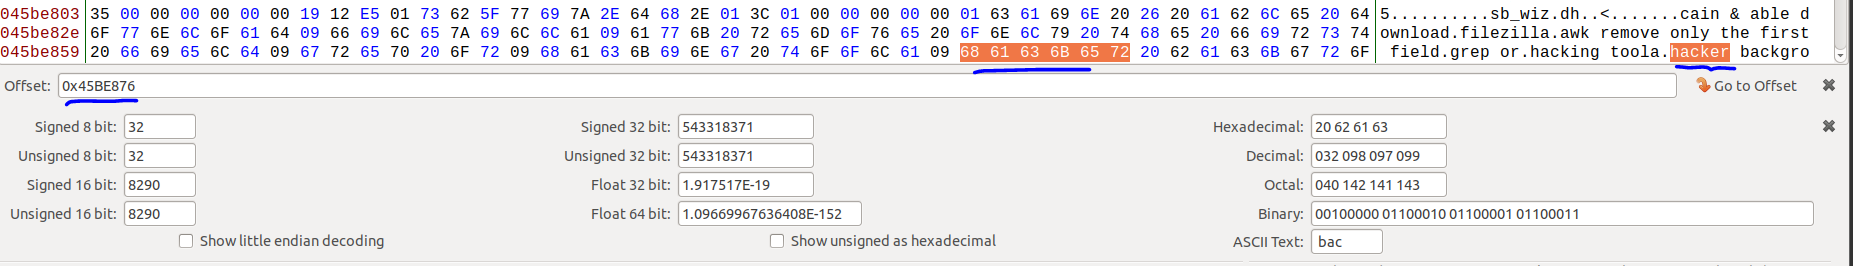 045be803 35 00 00 00 00 00 00 19 12 E5 01 73 62 5F 77 69 7A 2E 64 68 2E 01 3C 01 00 00 00 00 00 01 63 61 69 6E 20 26 20 61 62 6C 65 20 64 5..........sb_wiz.dh..<.......cain & able d
045be82e 6F 77 6E 6C 6F 61 64 09 66 69 6C 65 7A 69 6C 6C 61 09 61 77 6B 20 72 65 6D 6F 76 65 20 6F 6E 6C 79 20 74 68 65 20 66 69 72 73 74 ownload.filezilla.awk remove only the first
045be859 20 66 69 65 6C 64 09 67 72 65 70 20 6F 72 09 68 61 63 6B 69 6E 67 20 74 6F 6F 6C 61 09 68 61 63 6B 65 72 20 62 61 63 6B 67 72 6F field.grep or.hacking toola.hacker backgro
Offset: 0x45BE876 Go to Offset
Signed 8 bit: 32 Signed 32 bit: 543318371 Hexadecimal: 20 62 61 63
Unsigned 8 bit: 32 Unsigned 32 bit: 543318371 Decimal: 032 098 097 099
Signed 16 bit: 8290 Float 32 bit: 1.917517E-19 Octal: 040 142 141 143
Unsigned 16 bit: 8290 Float 64 bit: 1.09669967636408E-152 Binary: 00100000 01100010 01100001 01100011
Show little endian decoding Show unsigned as hexadecimal ASCII Text: bac